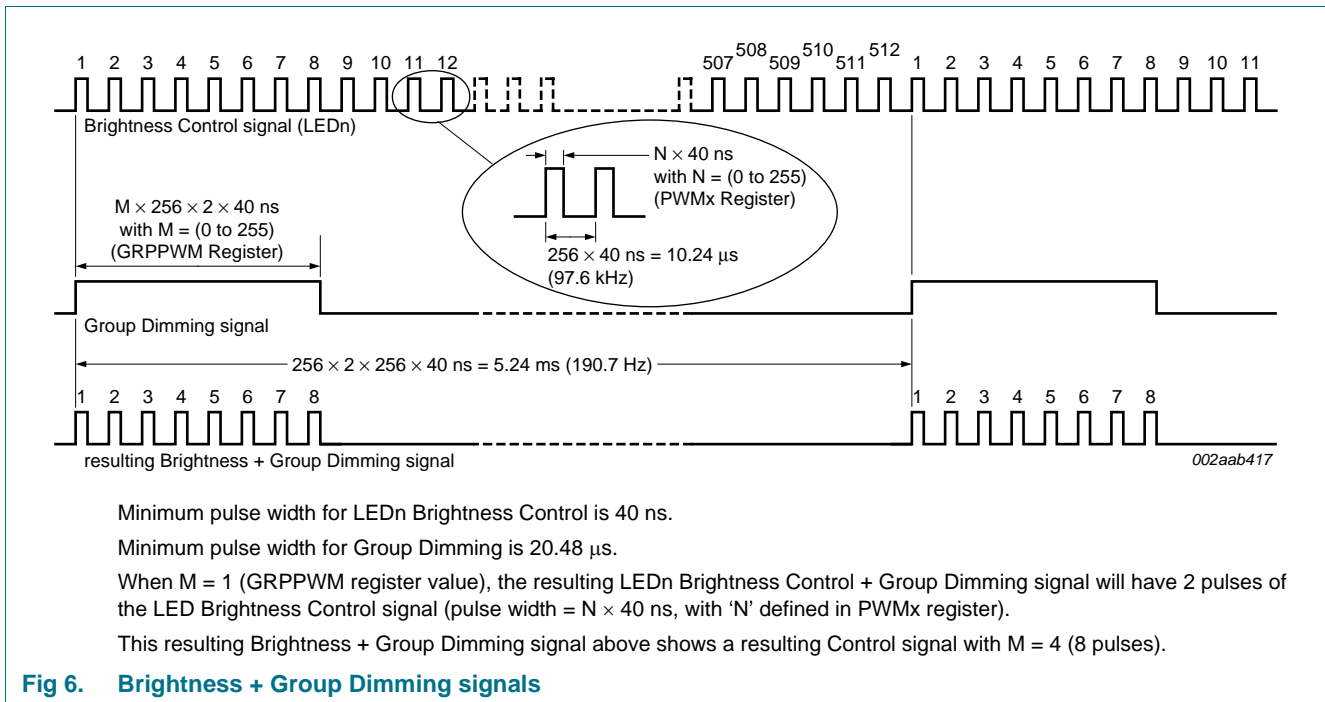 1 2 3 4 5 6 7 8 9 10 11 12 507 508 509 510 511 512 1 2 3 4 5 6 7 8 9 10 11
Brightness Control signal (LEDn)
N × 40 ns
with N = (0 to 255)
(PWMx Register)
256 × 40 ns = 10.24 μs
(97.6 kHz)
M × 256 × 2 × 40 ns
with M = (0 to 255)
(GRPPWM Register)
Group Dimming signal
256 × 2 × 256 × 40 ns = 5.24 ms (190.7 Hz)
1 2 3 4 5 6 7 8 1 2 3 4 5 6 7 8
resulting Brightness + Group Dimming signal
002aab417
Minimum pulse width for LEDn Brightness Control is 40 ns.
Minimum pulse width for Group Dimming is 20.48 μs.
When M = 1 (GRPPWM register value), the resulting LEDn Brightness Control + Group Dimming signal will have 2 pulses of
the LED Brightness Control signal (pulse width = N × 40 ns, with ‘N’ defined in PWMx register).
This resulting Brightness + Group Dimming signal above shows a resulting Control signal with M = 4 (8 pulses).
Fig 6. Brightness + Group Dimming signals